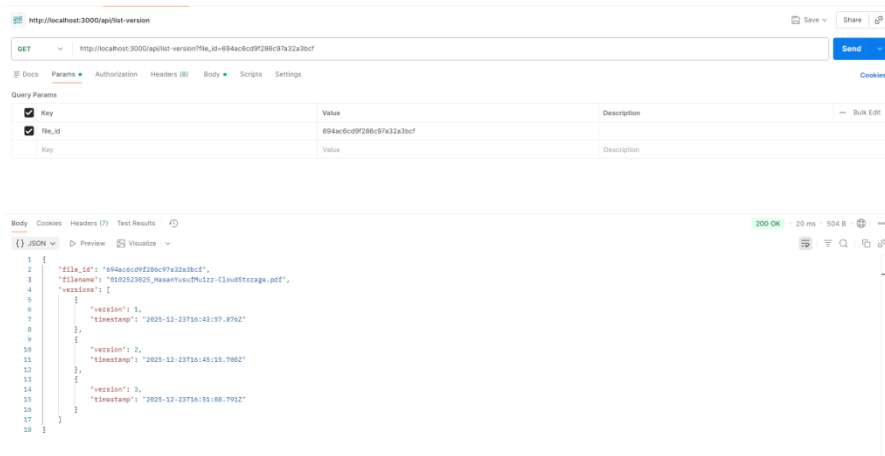 http://localhost:3000/api/list-version
Save
Share
GET
http://localhost:3000/api/list-version?file_id=694ac6cd9f286c97a32a3bcf
Send
Docs Params Authorization Headers (8) Body Scripts Settings
Cookies
Query Params
Key Value Description Bulk Edit
file_id 694ac6cd9f286c97a32a3bcf
Key Value Description
Body Cookies Headers (7) Test Results
200 OK 20 ms 504 B
{} JSON Preview Visualize
1 {
2 "file_id": "694ac6cd9f286c97a32a3bcf",
3 "filename": "0102523025_HasanYusufMuizz-CloudStorage.pdf",
4 "versions": [
5 {
6 "version": 1,
7 "timestamp": "2025-12-23T16:43:57.876Z"
8 },
9 {
10 "version": 2,
11 "timestamp": "2025-12-23T16:45:15.708Z"
12 },
13 {
14 "version": 3,
15 "timestamp": "2025-12-23T16:51:08.791Z"
16 }
17 ]
18 }